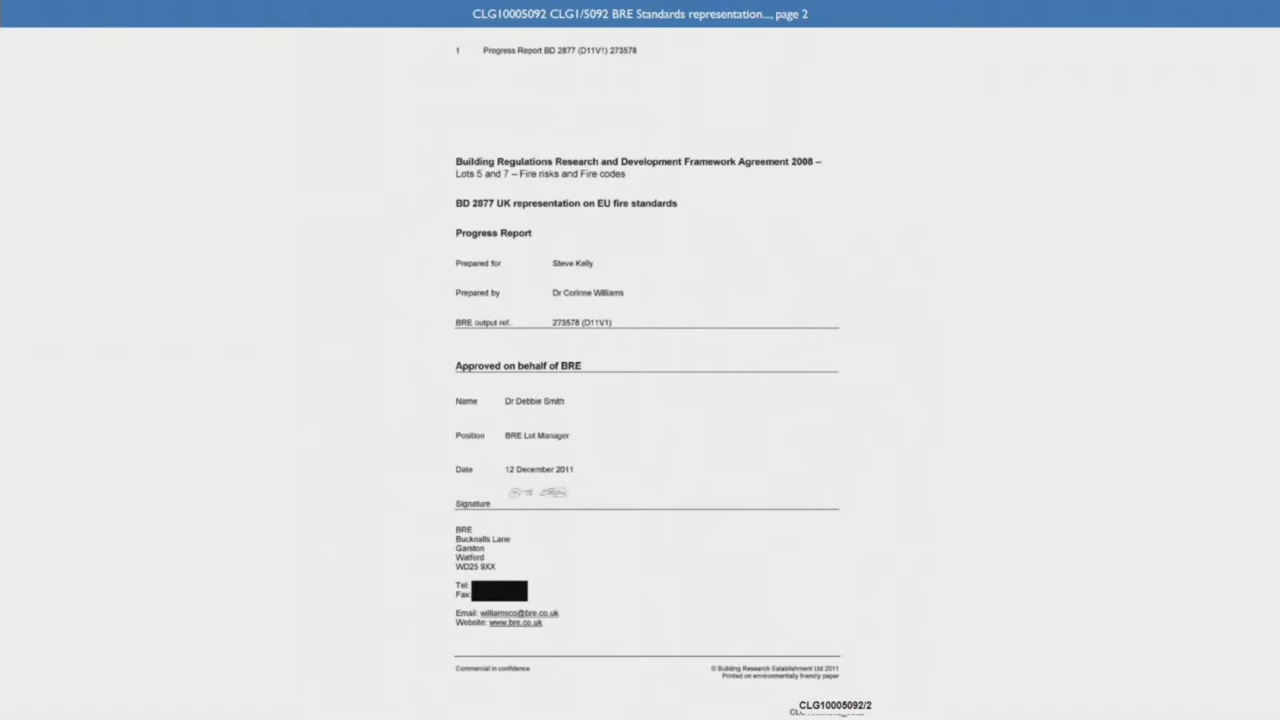 CLG10005092 CLG1/5092 BRE Standards representation..., page 2
1 Progress Report BD 2877 (D11V1) 273578
Building Regulations Research and Development Framework Agreement 2008 –
Lots 5 and 7 – Fire risks and Fire codes
BD 2877 UK representation on EU fire standards
Progress Report
Prepared for Steve Kelly
Prepared by Dr Corinne Williams
BRE output ref. 273578 (D11V1)
Approved on behalf of BRE
Name Dr Debbie Smith
Position BRE Lot Manager
Date 12 December 2011
Signature
BRE
Bucknalls Lane
Garston
Watford
WD25 9XX
Tel:
Fax:
Email: williamsco@bre.co.uk
Website: www.bre.co.uk
Commercial in confidence
© Building Research Establishment Ltd 2011
Printed on environmentally friendly paper
CLG10005092/2